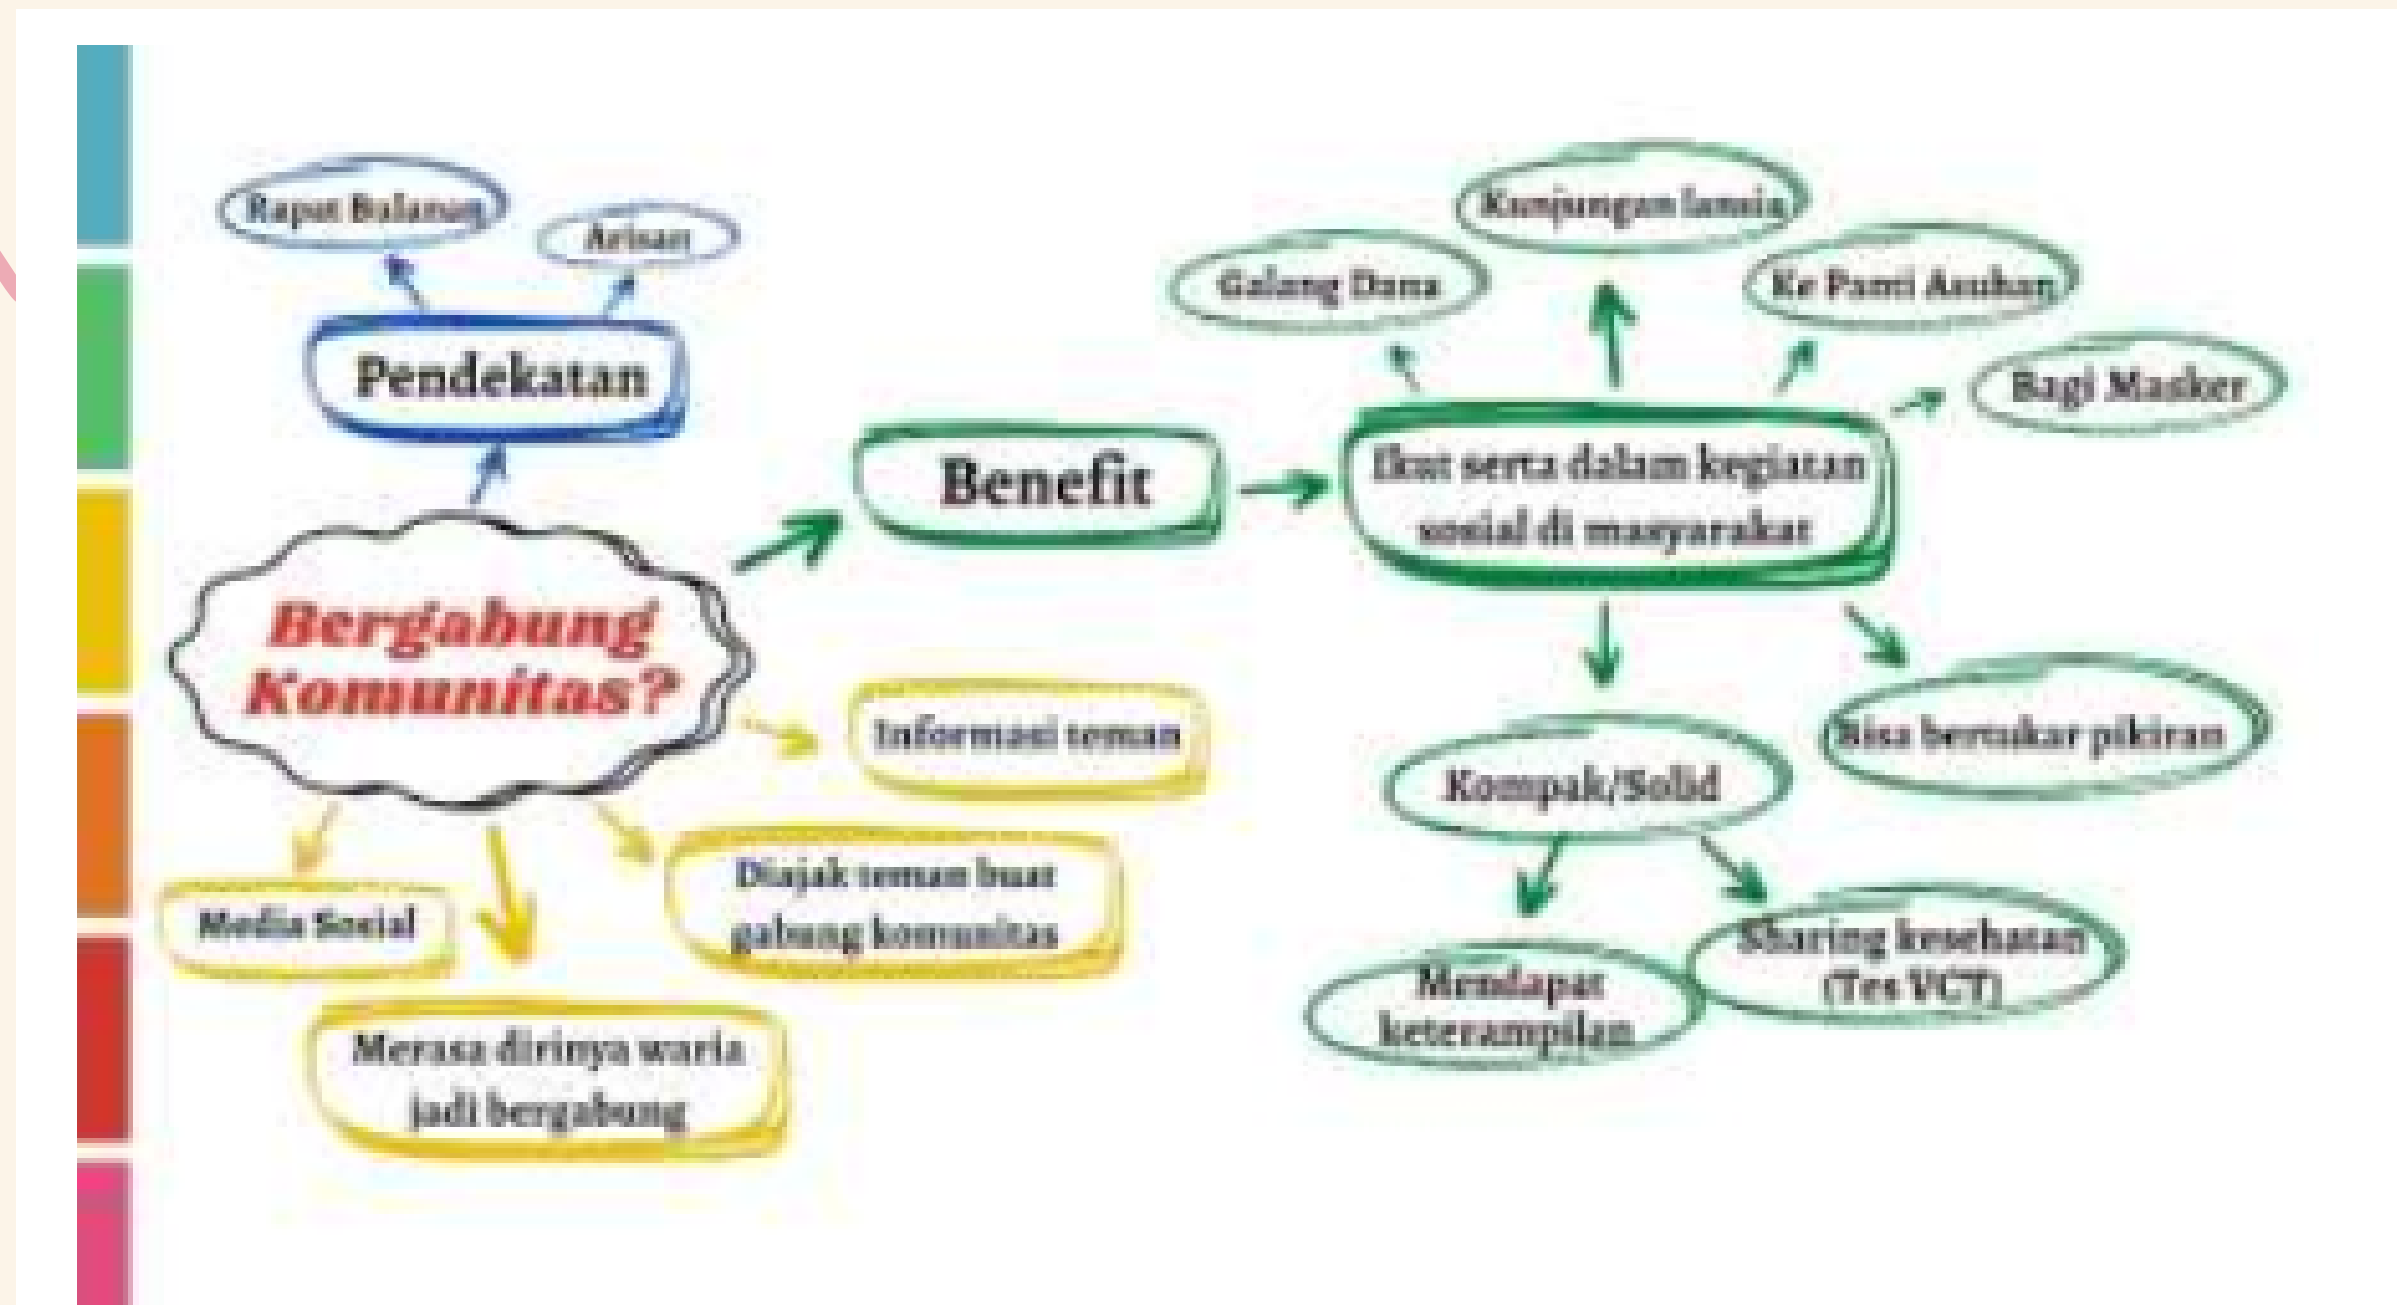 Rapat Bulanan
Arisan
Pendekatan
Bergabung
Komunitas?
Benefit
Ikut serta dalam kegiatan
sosial di masyarakat
Galang Dana
Kunjungan lansia
Ke Panti Asuhan
Bagi Masker
Bisa bertukar pikiran
Kompak/Solid
Mendapat
keterampilan
Sharing kesehatan
(Tes VCT)
Informasi teman
Diajak teman buat
gabung komunitas
Media Sosial
Merasa dirinya waria
jadi bergabung